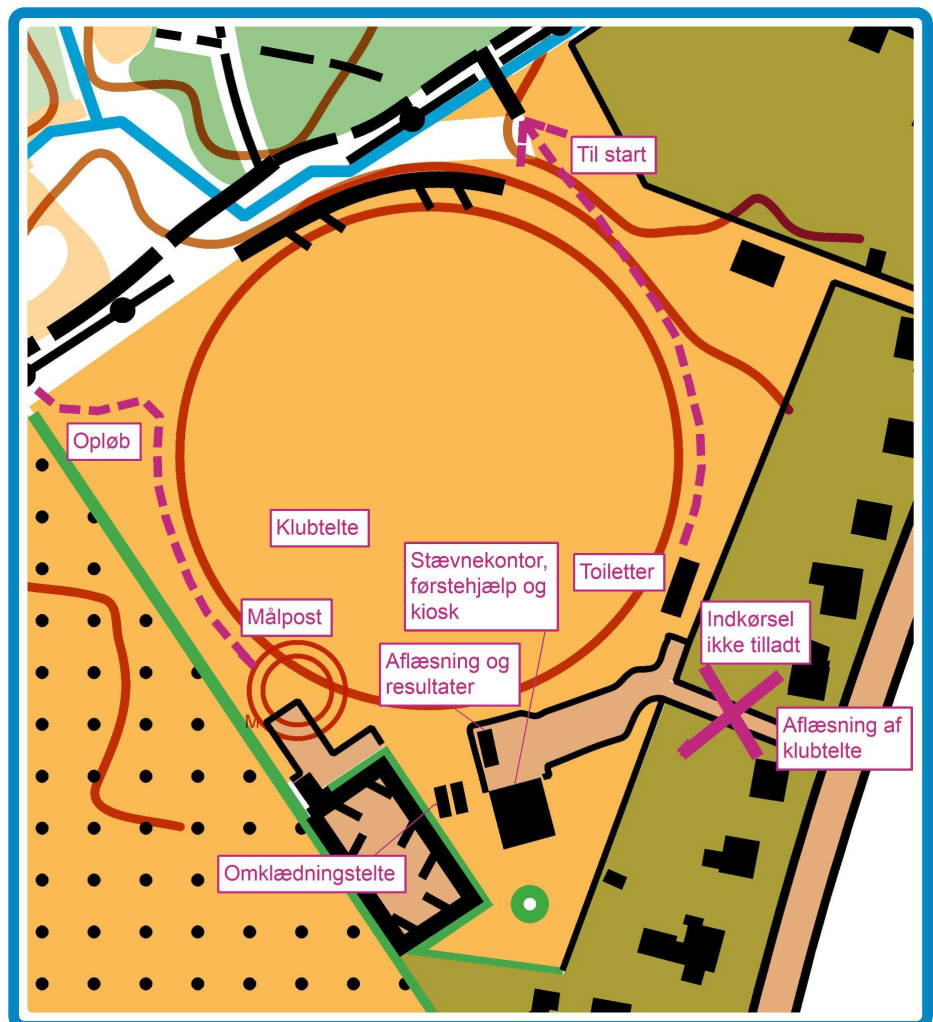 Til start
Opløb
Klubtelte
Stævnekontor,
førstehjælp og
kiosk
Toiletter
Målpost
Indkørsel
ikke tilladt
Aflæsning og
resultater
M
Aflæsning af
klubtelte
Omklædningstelte